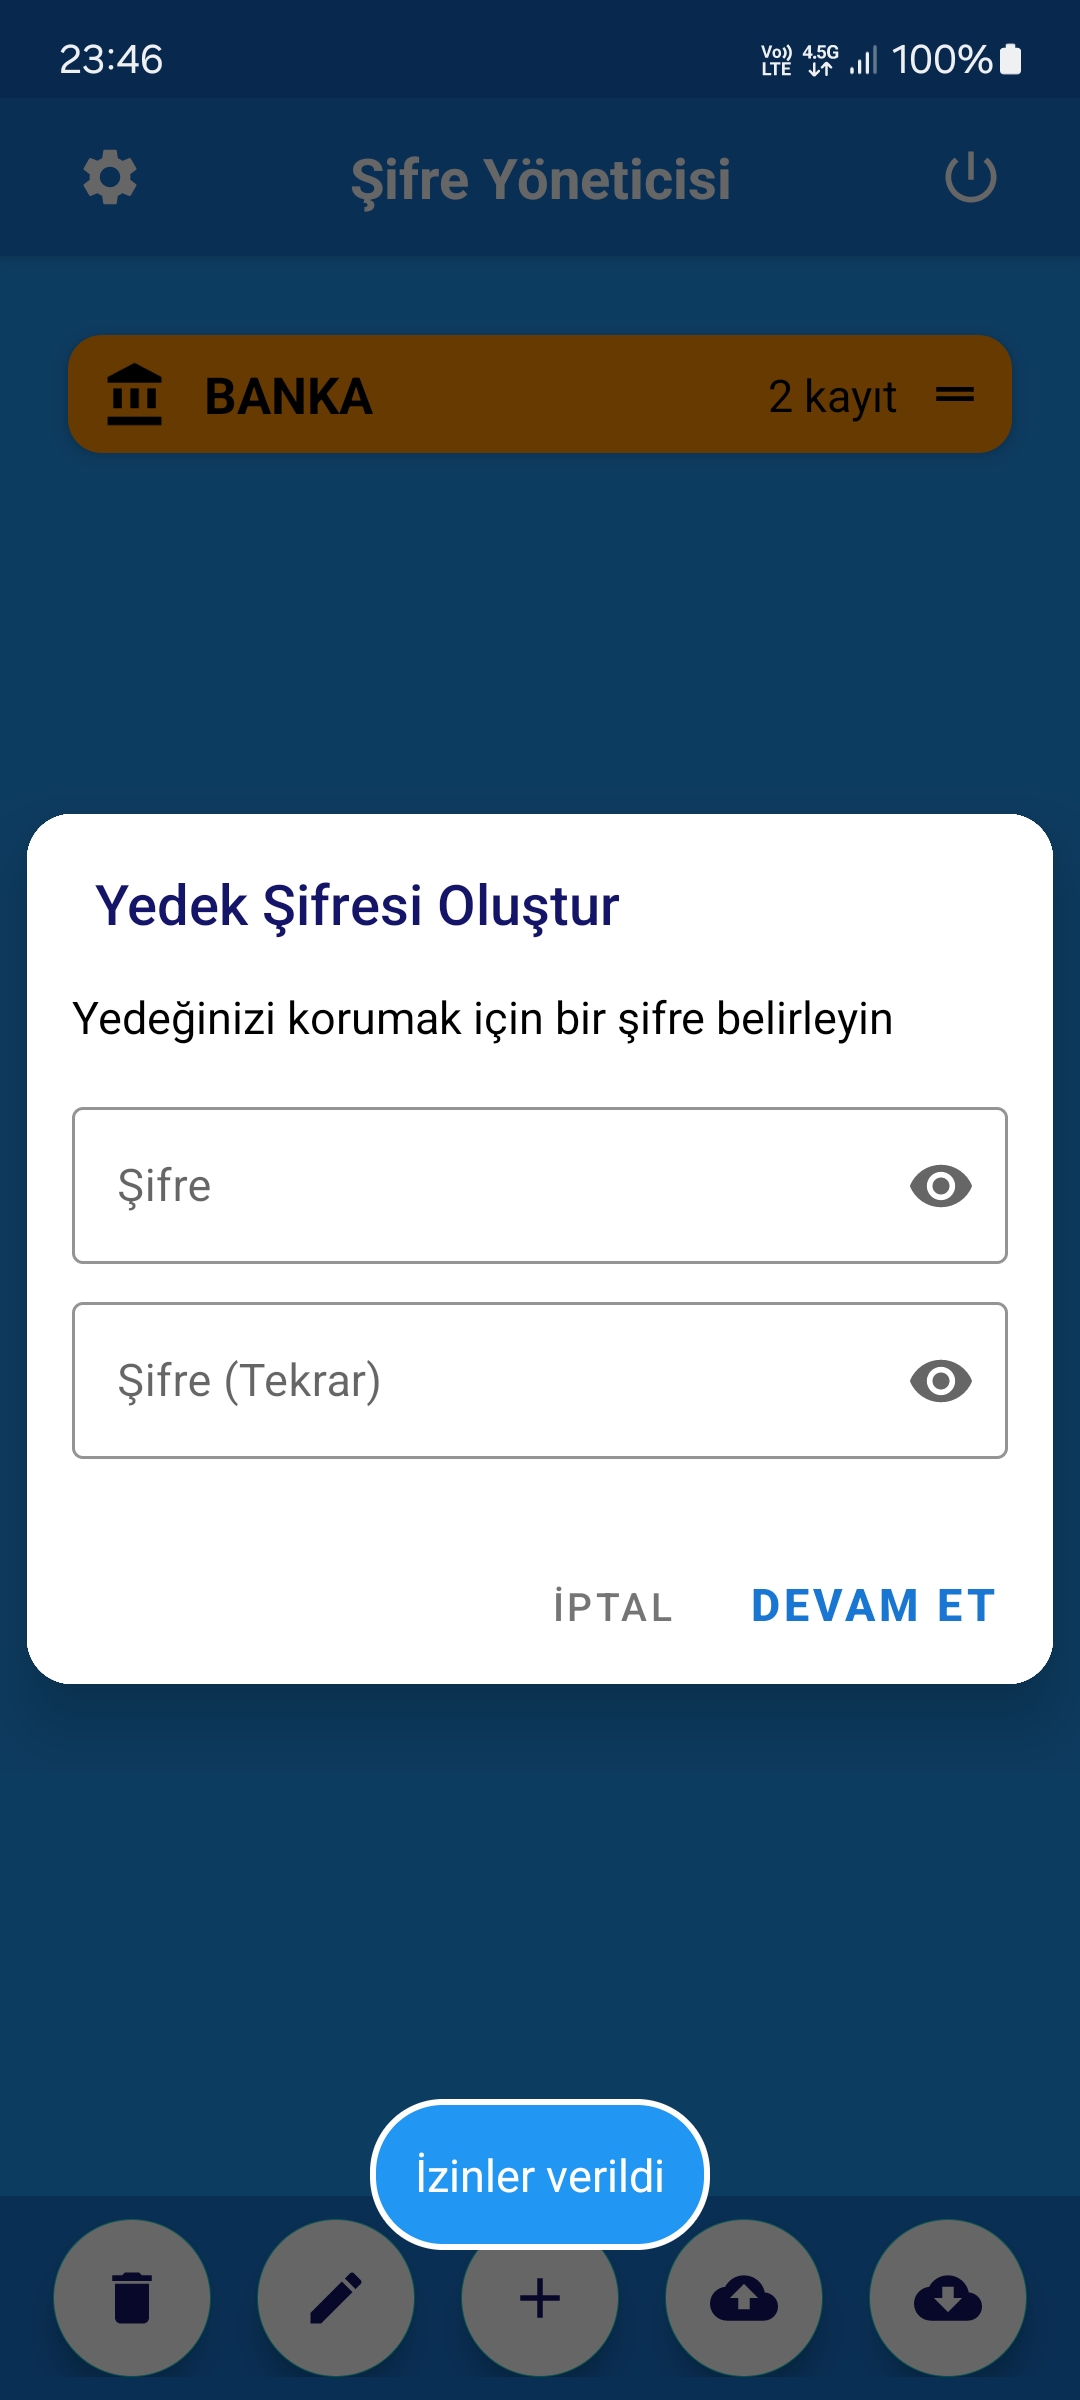 23:46
Vo)) LTE 4.5G 100%
Şifre Yöneticisi
BANKA 2 kayıt
Yedek Şifresi Oluştur
Yedeğinizi korumak için bir şifre belirleyin
Şifre
Şifre (Tekrar)
İPTAL DEVAM ET
İzinler verildi